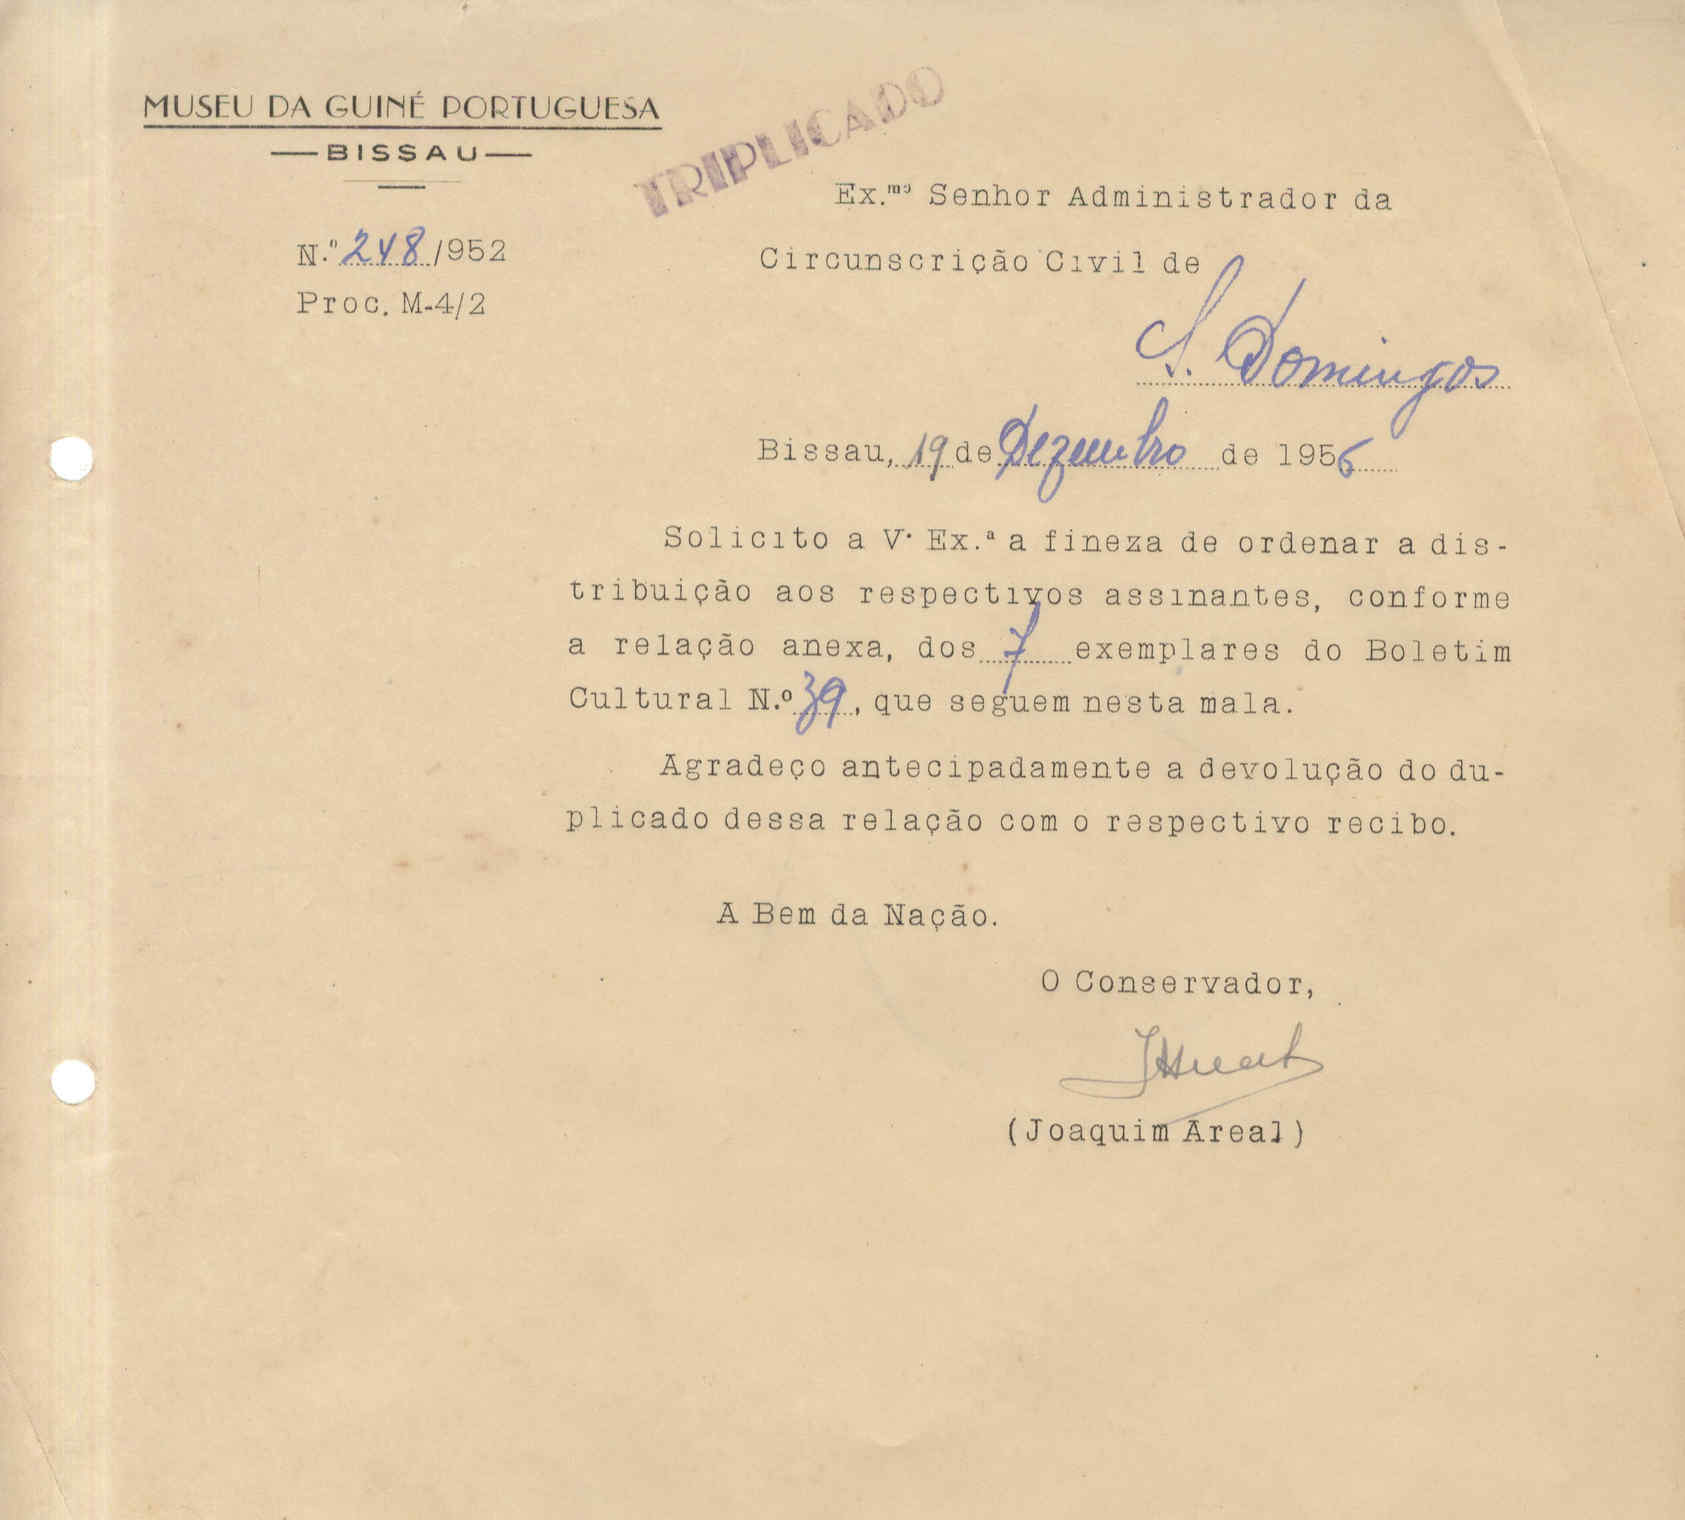 MUSEU DA GUINÉ PORTUGUESA
BISSAU
TRIPLICADO
N.º 248/952
Proc. M-4/2
Ex.mo Senhor Administrador da
Circunscrição Civil de
S. Domingos
Bissau, 19 de Dezembro de 1956
Solicito a V. Ex.ª a fineza de ordenar a dis-
tribuição aos respectivos assinantes, conforme
a relação anexa, dos 7 exemplares do Boletim
Cultural N.º 39, que seguem nesta mala.
Agradeço antecipadamente a devolução do du-
plicado dessa relação com o respectivo recibo.
A Bem da Nação.
O Conservador,
(Joaquim Areal)